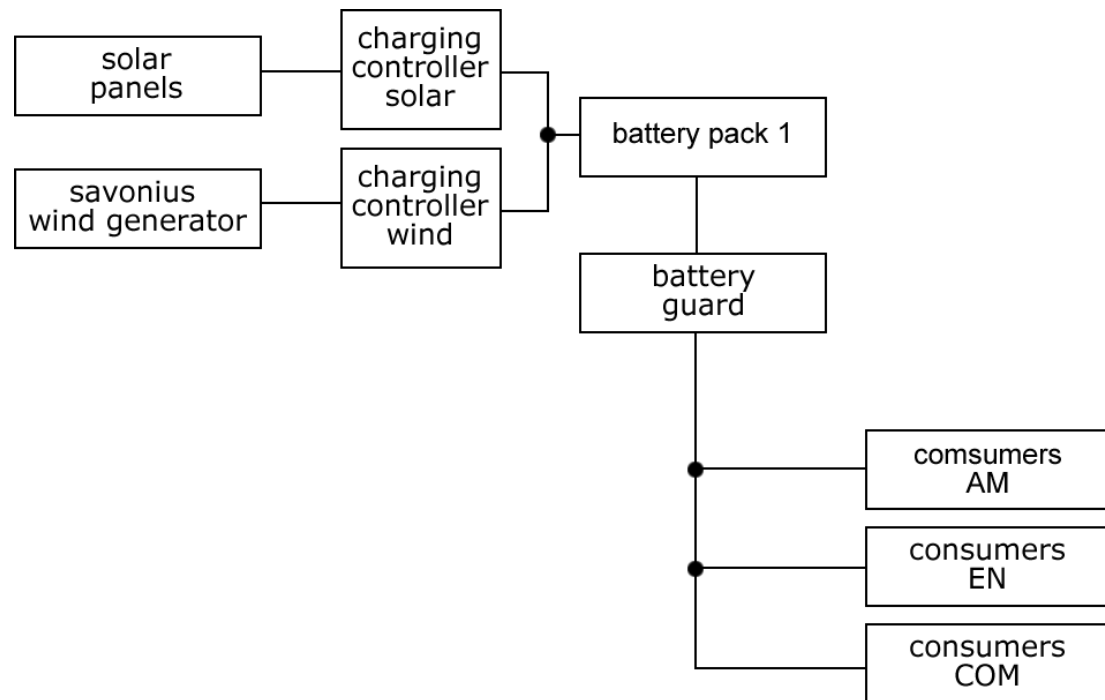 solar
panels
charging
controller
solar
savonius
wind generator
charging
controller
wind
battery pack 1
battery
guard
comsumers
AM
consumers
EN
consumers
COM